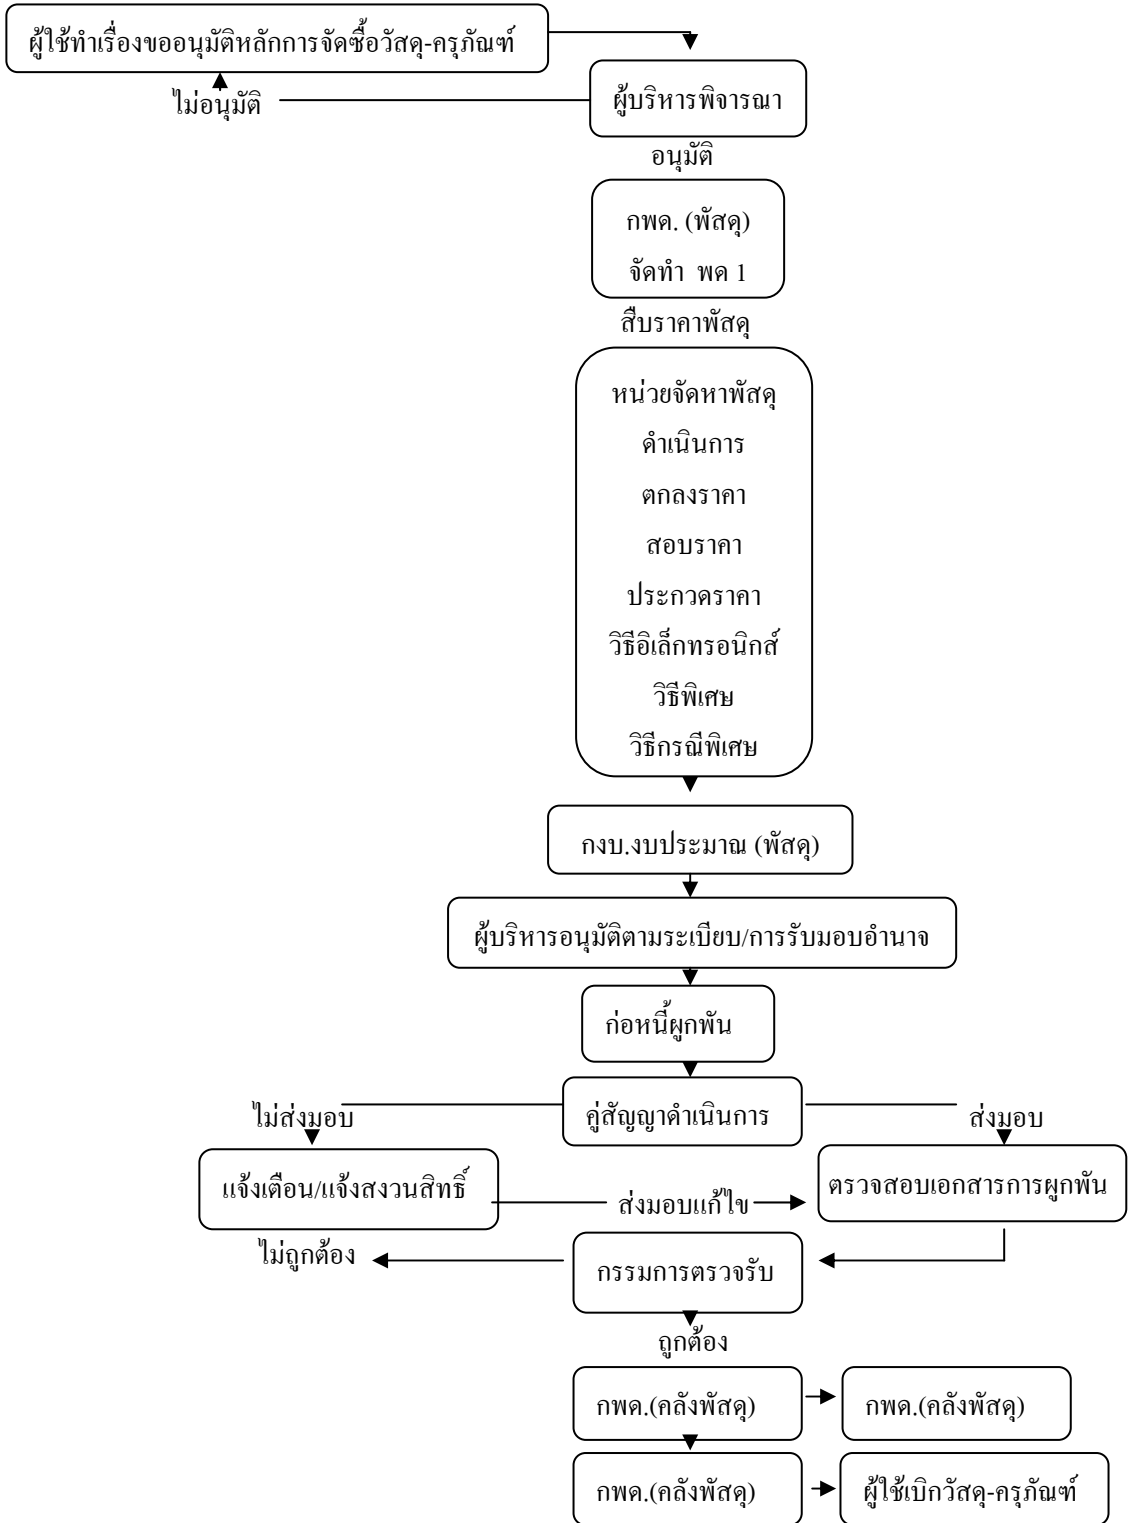 ผู้ใช้ทำเรื่องขออนุมัติหลักการจัดซื้อวัสดุ-ครุภัณฑ์
ไม่อนุมัติ
ผู้บริหารพิจารณา
อนุมัติ
กพด. (พัสดุ)
จัดทำ พด 1
สืบราคาพัสดุ
หน่วยจัดหาพัสดุ
ดำเนินการ
ตกลงราคา
สอบราคา
ประกวดราคา
วิธีอิเล็กทรอนิกส์
วิธีพิเศษ
วิธีกรณีพิเศษ
กงบ.งบประมาณ (พัสดุ)
ผู้บริหารอนุมัติตามระเบียบ/การรับมอบอำนาจ
ก่อหนี้ผูกพัน
คู่สัญญาดำเนินการ
ไม่ส่งมอบ
ส่งมอบ
แจ้งเตือน/แจ้งสงวนสิทธิ์
ส่งมอบแก้ไข
ตรวจสอบเอกสารการผูกพัน
ไม่ถูกต้อง
กรรมการตรวจรับ
ถูกต้อง
กพด.(คลังพัสดุ)
กพด.(คลังพัสดุ)
กพด.(คลังพัสดุ)
ผู้ใช้เบิกวัสดุ-ครุภัณฑ์